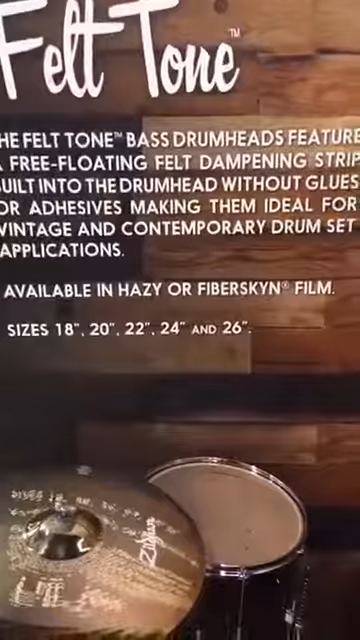 Felt Tone™
THE FELT TONE™ BASS DRUMHEADS FEATURE
A FREE-FLOATING FELT DAMPENING STRIP
BUILT INTO THE DRUMHEAD WITHOUT GLUES
OR ADHESIVES MAKING THEM IDEAL FOR
VINTAGE AND CONTEMPORARY DRUM SET
APPLICATIONS.
AVAILABLE IN HAZY OR FIBERSKYN® FILM.
SIZES 18", 20", 22", 24" AND 26".
Zildjian